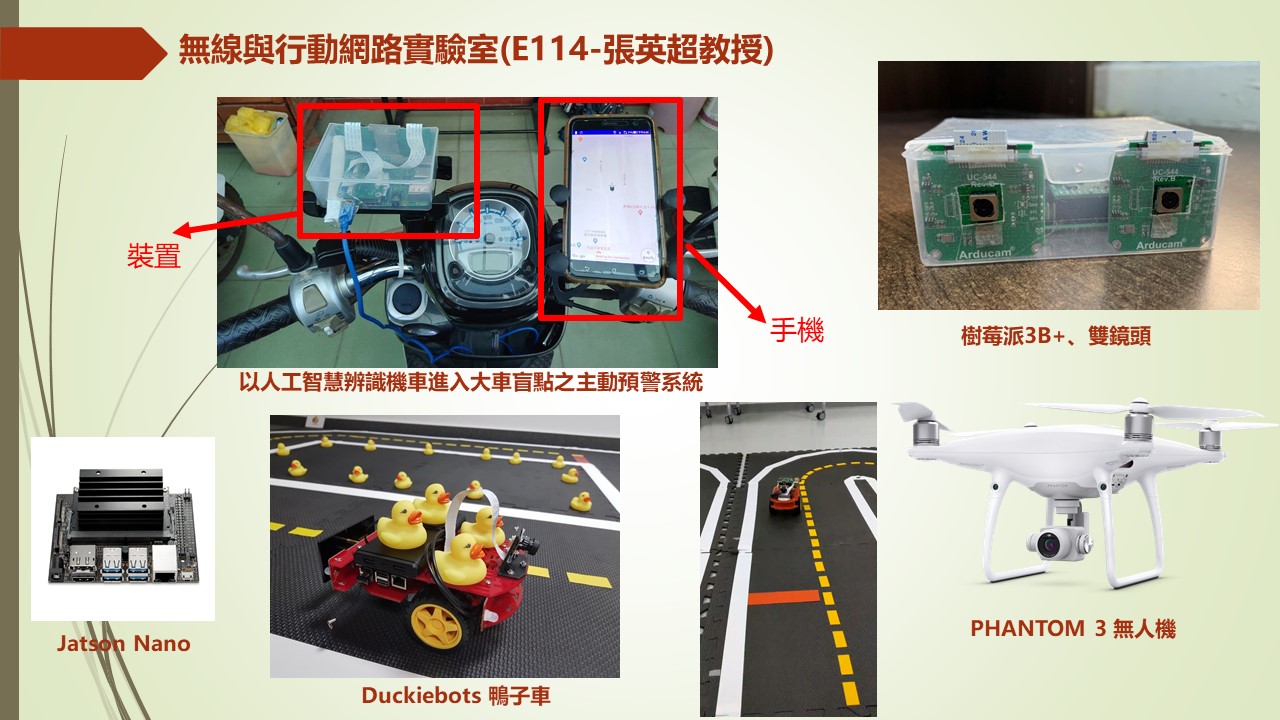 無線與行動網路實驗室(E114-張英超教授)
裝置
手機
以人工智慧辨識機車進入大車盲點之主動預警系統
UC-544
Rev.B
Arducam
UC-544
Rev.B
Arducam
樹莓派3B+、雙鏡頭
Jatson Nano
Duckiebots 鴨子車
PHANTOM 3 無人機